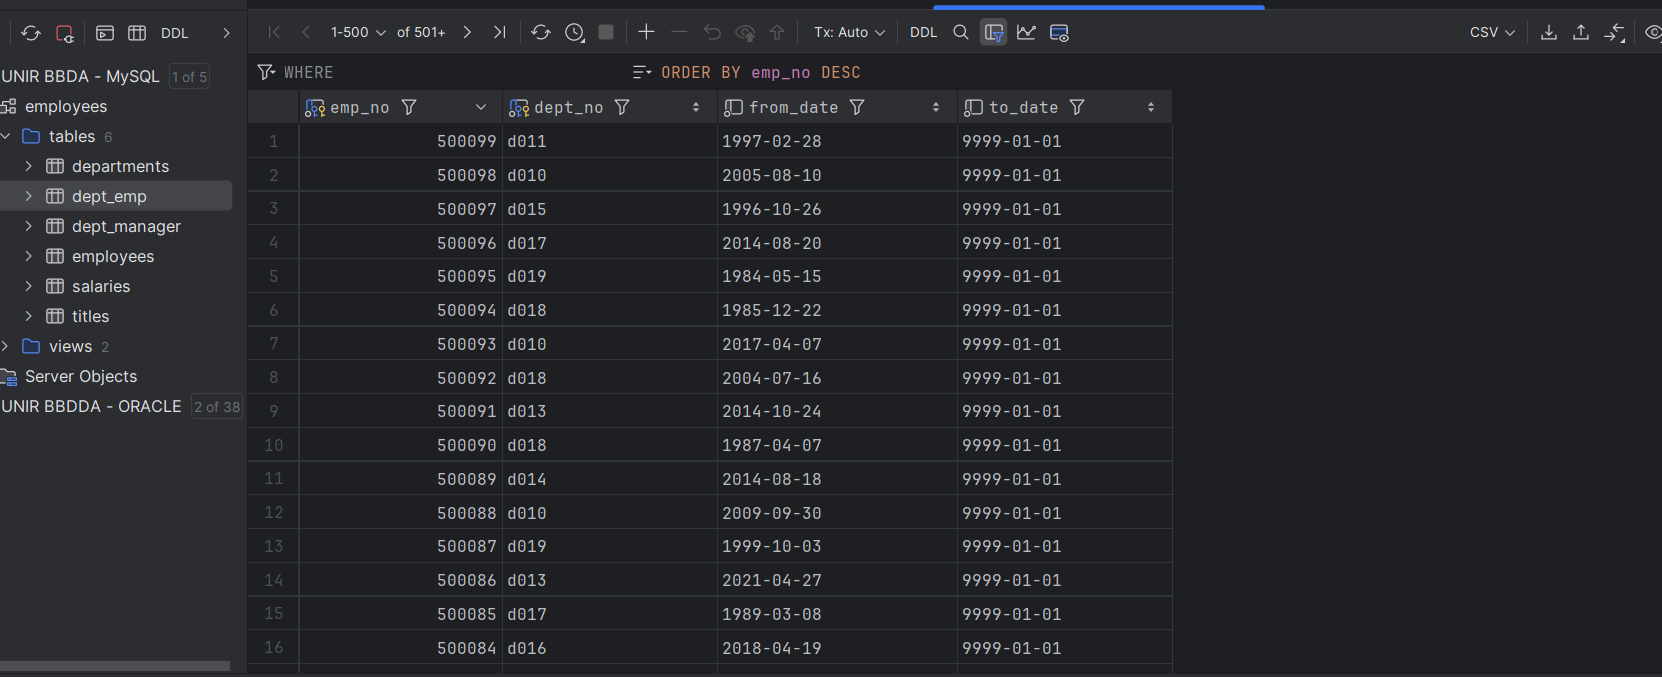 DDL
1-500 of 501+ Tx: Auto DDL CSV
UNIR BBDA - MySQL 1 of 5
employees
tables 6
departments
dept_emp
dept_manager
employees
salaries
titles
views 2
Server Objects
UNIR BBDDA - ORACLE 2 of 38
WHERE ORDER BY emp_no DESC
emp_no dept_no from_date to_date
1 500099 d011 1997-02-28 9999-01-01
2 500098 d010 2005-08-10 9999-01-01
3 500097 d015 1996-10-26 9999-01-01
4 500096 d017 2014-08-20 9999-01-01
5 500095 d019 1984-05-15 9999-01-01
6 500094 d018 1985-12-22 9999-01-01
7 500093 d010 2017-04-07 9999-01-01
8 500092 d018 2004-07-16 9999-01-01
9 500091 d013 2014-10-24 9999-01-01
10 500090 d018 1987-04-07 9999-01-01
11 500089 d014 2014-08-18 9999-01-01
12 500088 d010 2009-09-30 9999-01-01
13 500087 d019 1999-10-03 9999-01-01
14 500086 d013 2021-04-27 9999-01-01
15 500085 d017 1989-03-08 9999-01-01
16 500084 d016 2018-04-19 9999-01-01